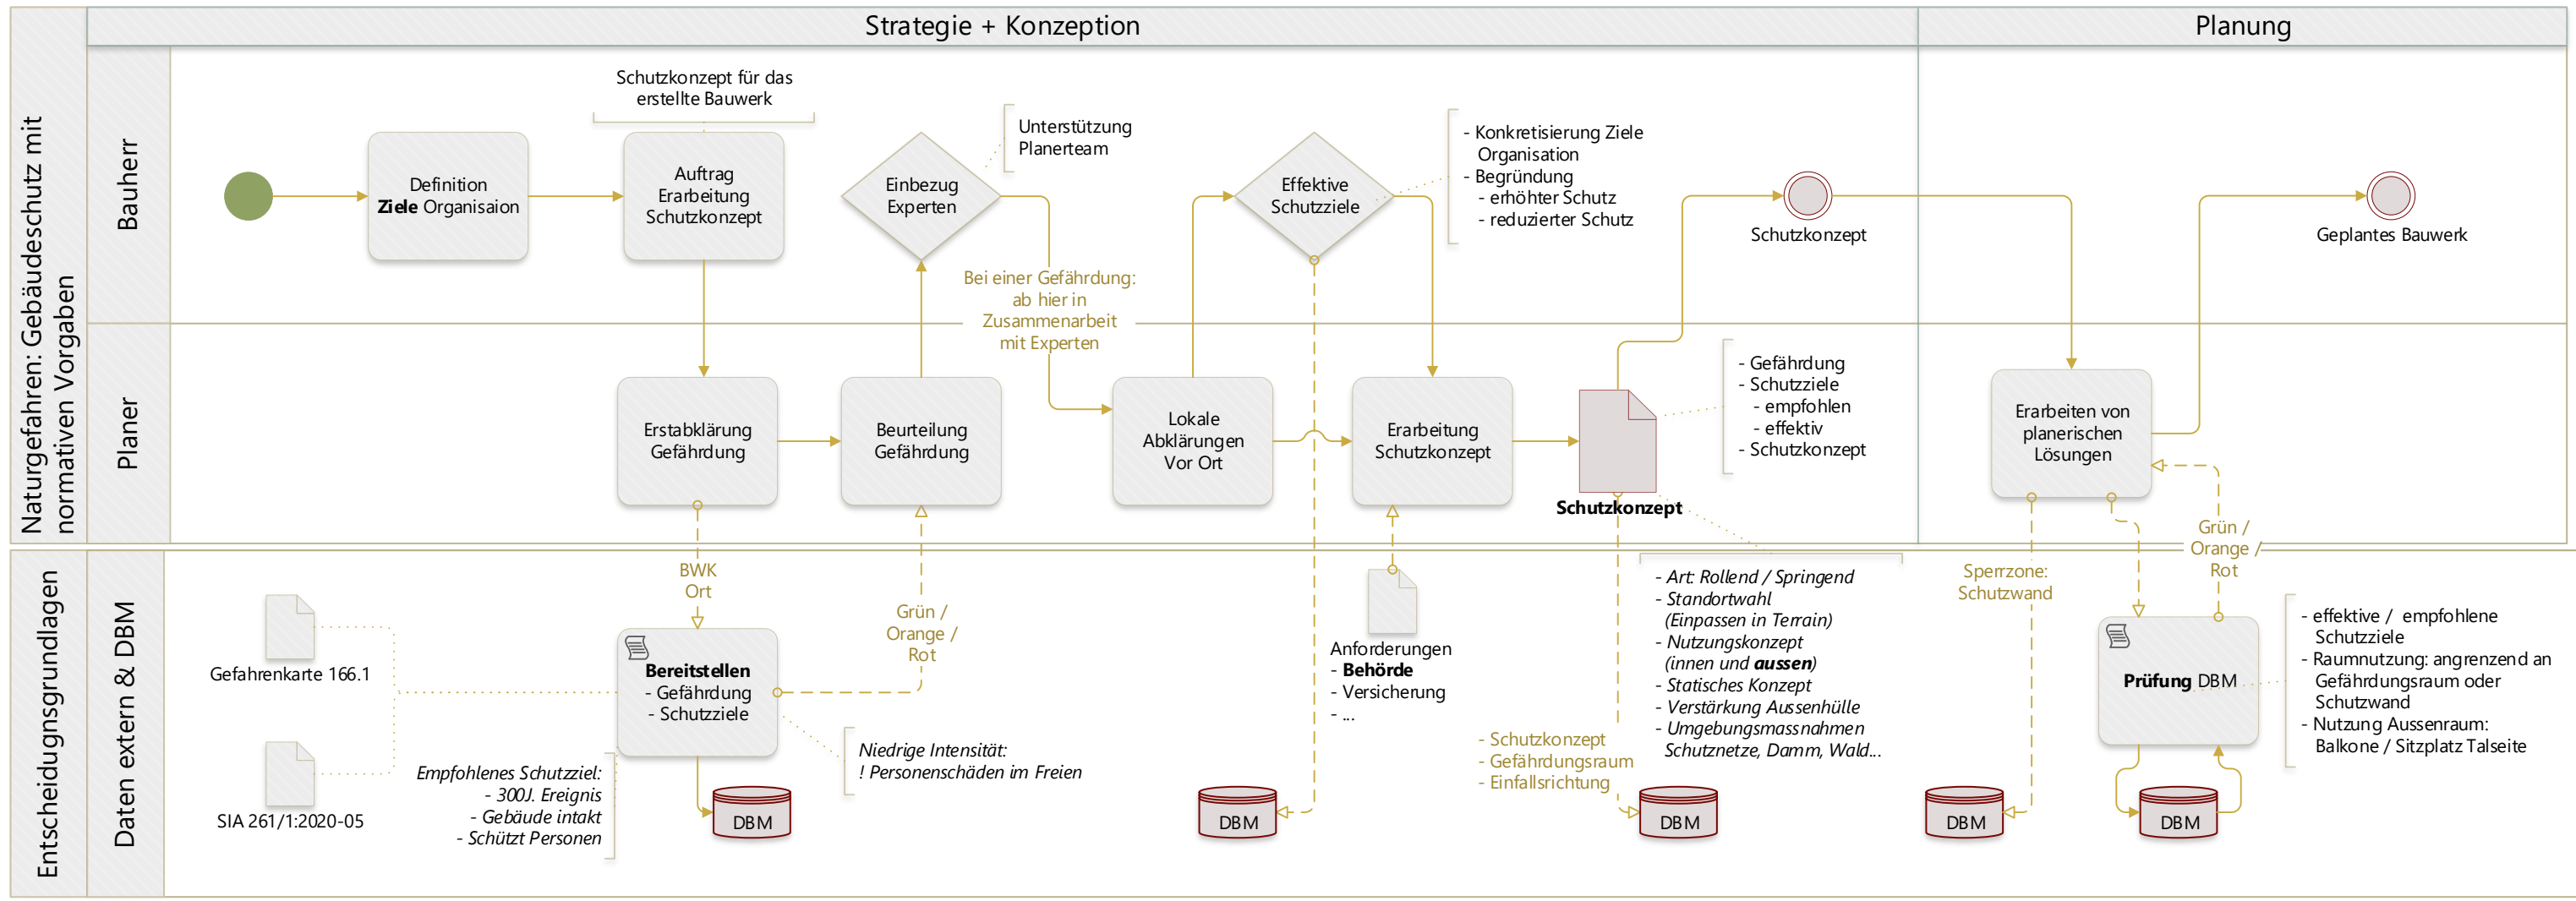 Strategie + Konzeption
Planung
Naturgefahren: Gebäudeschutz mit
normativen Vorgaben
Bauherr
Schutzkonzept für das
erstellte Bauwerk
Definition
Ziele Organisaion
Auftrag
Erarbeitung
Schutzkonzept
Einbezug
Experten
Unterstützung
Planerteam
Effektive
Schutzziele
- Konkretisierung Ziele
Organisation
- Begründung
- erhöhter Schutz
- reduzierter Schutz
Schutzkonzept
Geplantes Bauwerk
Bei einer Gefährdung:
ab hier in
Zusammenarbeit
mit Experten
Planer
Erstabklärung
Gefährdung
Beurteilung
Gefährdung
Lokale
Abklärungen
Vor Ort
Erarbeitung
Schutzkonzept
Schutzkonzept
- Gefährdung
- Schutzziele
- empfohlen
- effektiv
- Schutzkonzept
Erarbeiten von
planerischen
Lösungen
Entscheidugnsgrundlagen
Daten extern & DBM
Gefahrenkarte 166.1
SIA 261/1:2020-05
BWK
Ort
Bereitstellen
- Gefährdung
- Schutzziele
Grün /
Orange /
Rot
Empfohlenes Schutzziel:
- 300J. Ereignis
- Gebäude intakt
- Schützt Personen
DBM
Niedrige Intensität:
! Personenschäden im Freien
DBM
Anforderungen
- Behörde
- Versicherung
- ...
- Schutzkonzept
- Gefährdungsraum
- Einfallsrichtung
- Art: Rollend / Springend
- Standortwahl
(Einpassen in Terrain)
- Nutzungskonzept
(innen und aussen)
- Statisches Konzept
- Verstärkung Aussenhülle
- Umgebungsmassnahmen
Schutznetze, Damm, Wald...
DBM
Sperrzone:
Schutzwand
DBM
Grün /
Orange /
Rot
Prüfung DBM
DBM
- effektive / empfohlene
Schutzziele
- Raumnutzung: angrenzend an
Gefährdungsraum oder
Schutzwand
- Nutzung Aussenraum:
Balkone / Sitzplatz Talseite